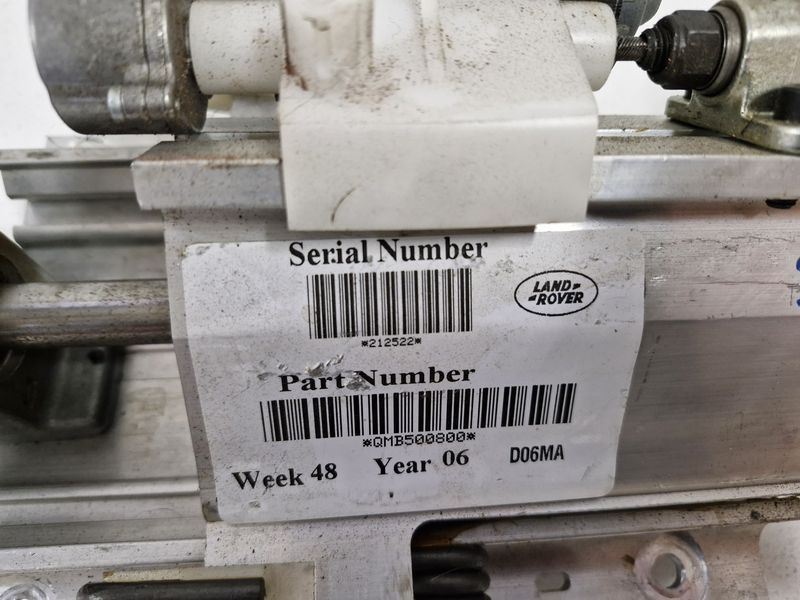 Serial Number
*212522*
LAND-
-ROVER
Part Number
*QMB500800*
Week 48 Year 06 D06MA